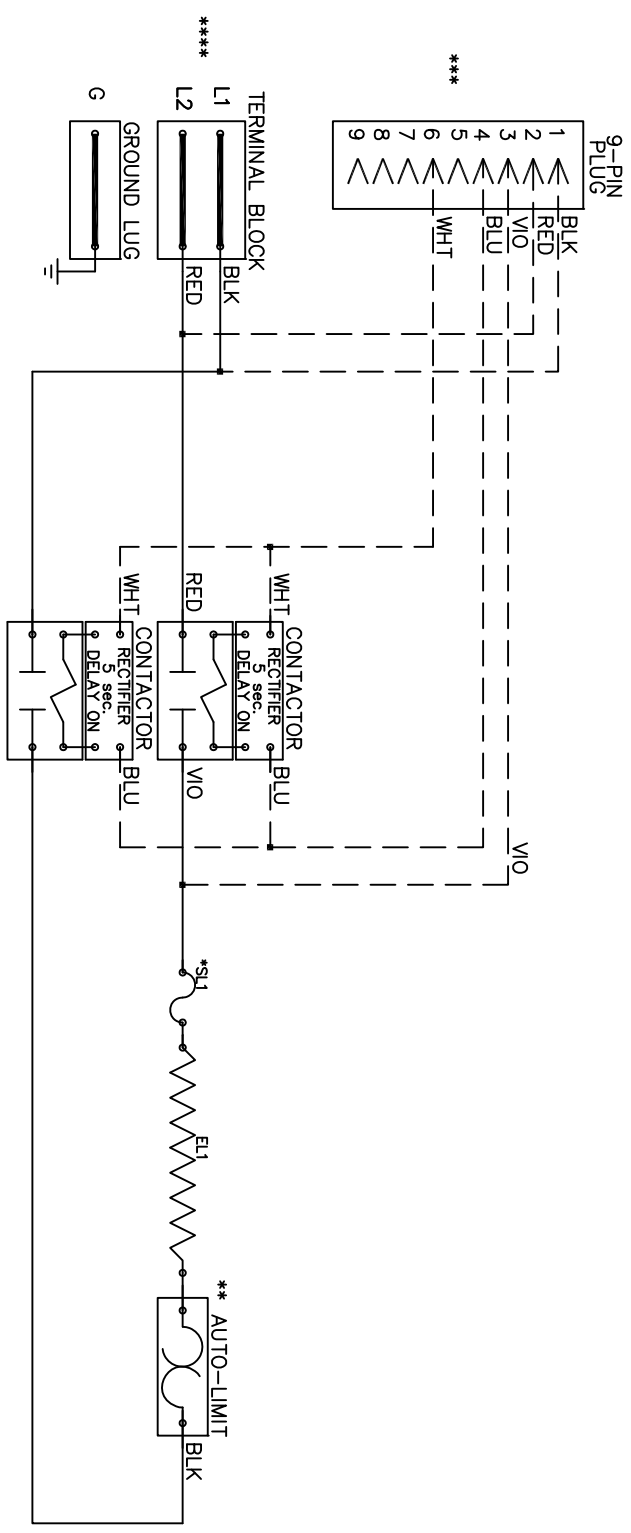 9-PIN
PLUG
1 BLK
2 RED
3 VIO
4 BLU
5
6 WHT
7
8
9
***
VIO
TERMINAL BLOCK
L1 BLK
L2 RED
****
GROUND LUG
G
CONTACTOR
WHT
RECTIFIER
5 sec.
DELAY ON
BLU
RED
VIO
CONTACTOR
WHT
RECTIFIER
5 sec.
DELAY ON
BLU
*SL1
EL1
** AUTO-LIMIT
BLK